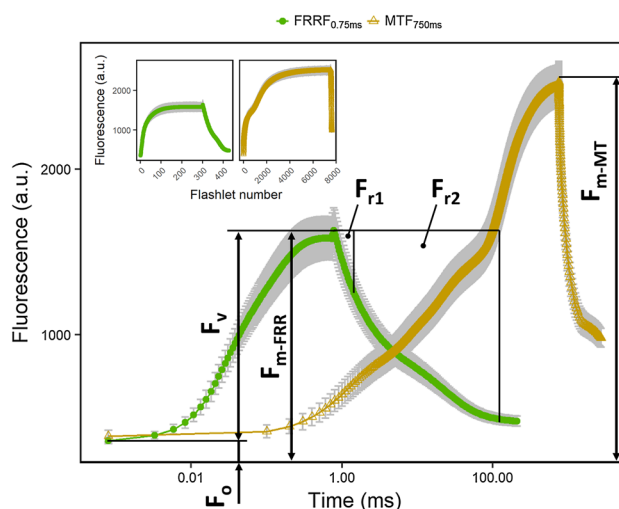 FRRF0.75ms MTF750ms
Fluorescence (a.u.)
2000
1000
0 100 200 300 400
0 2000 4000 6000 8000
Flashlet number
Fr1 Fr2
Fm-MT
Fluorescence (a.u.)
2000
1000
Fv
Fm-FRR
0.01 1.00 100.00
Fo
Time (ms)